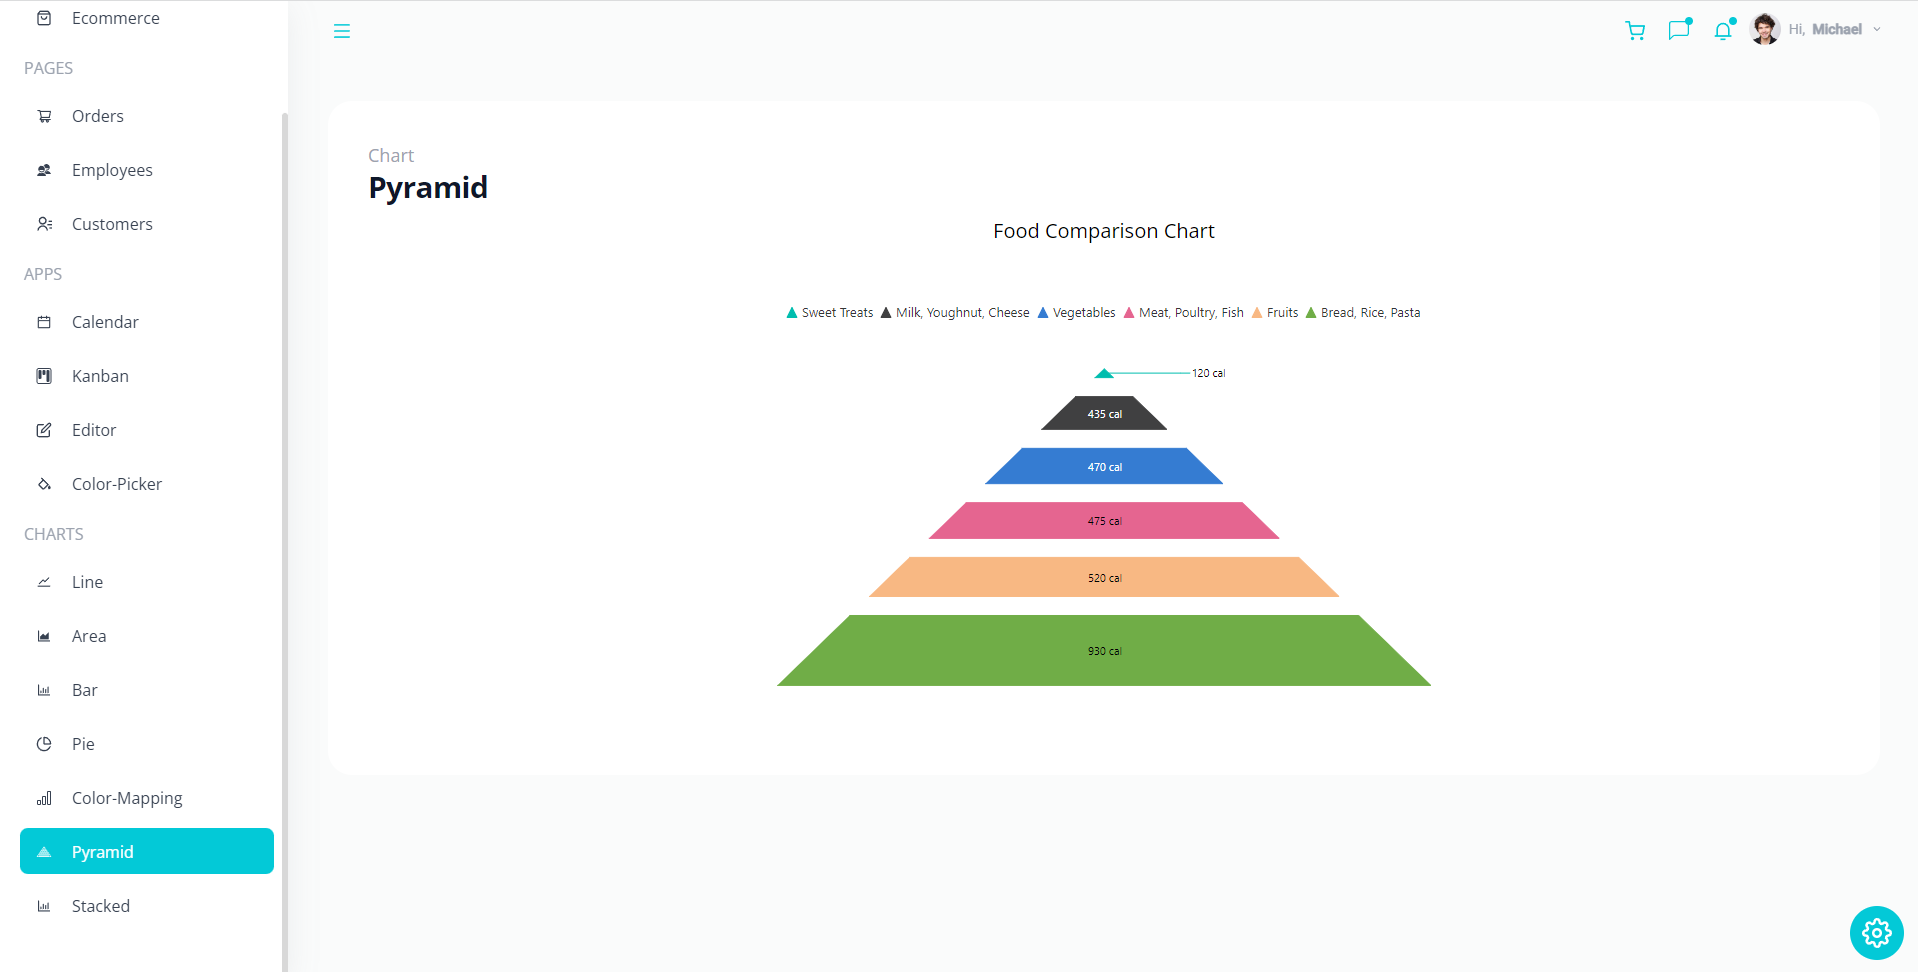 Ecommerce
PAGES
Orders
Employees
Customers
APPS
Calendar
Kanban
Editor
Color-Picker
CHARTS
Line
Area
Bar
Pie
Color-Mapping
Pyramid
Stacked
Hi, Michael
Chart
Pyramid
Food Comparison Chart
Sweet Treats Milk, Youghnut, Cheese Vegetables Meat, Poultry, Fish Fruits Bread, Rice, Pasta
120 cal
435 cal
470 cal
475 cal
520 cal
930 cal